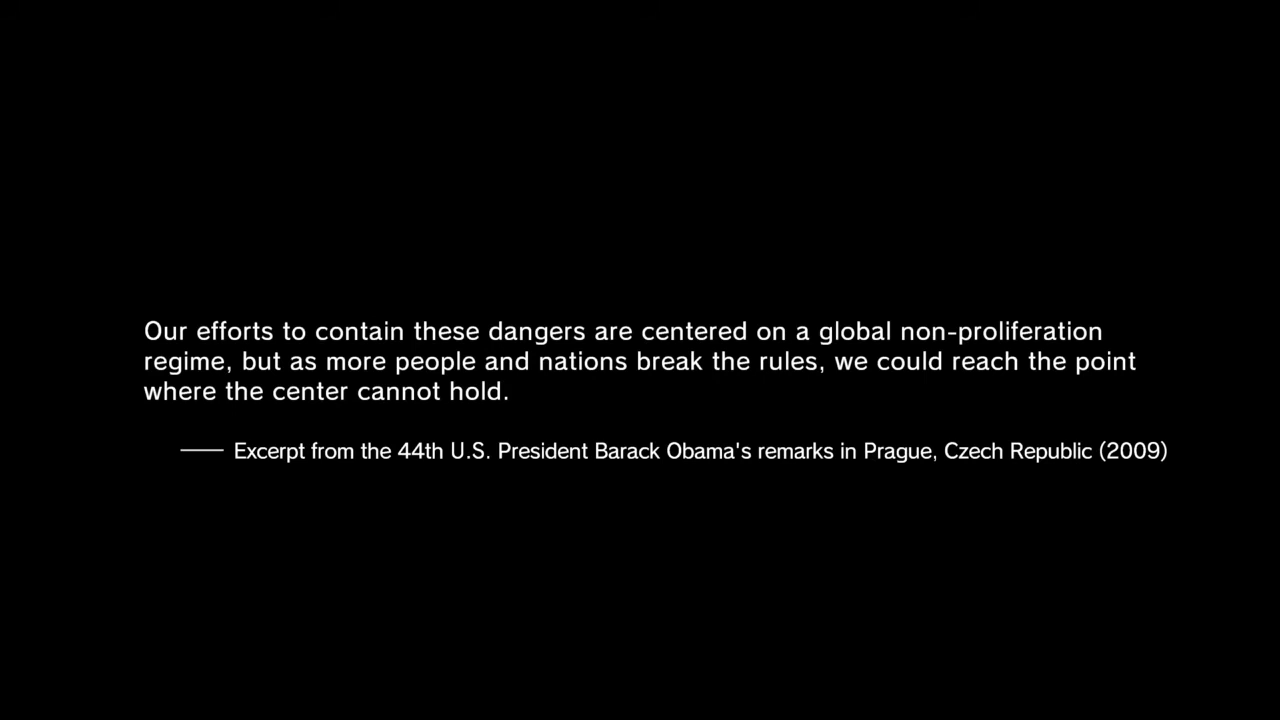 Our efforts to contain these dangers are centered on a global non-proliferation
regime, but as more people and nations break the rules, we could reach the point
where the center cannot hold.
—— Excerpt from the 44th U.S. President Barack Obama's remarks in Prague, Czech Republic (2009)